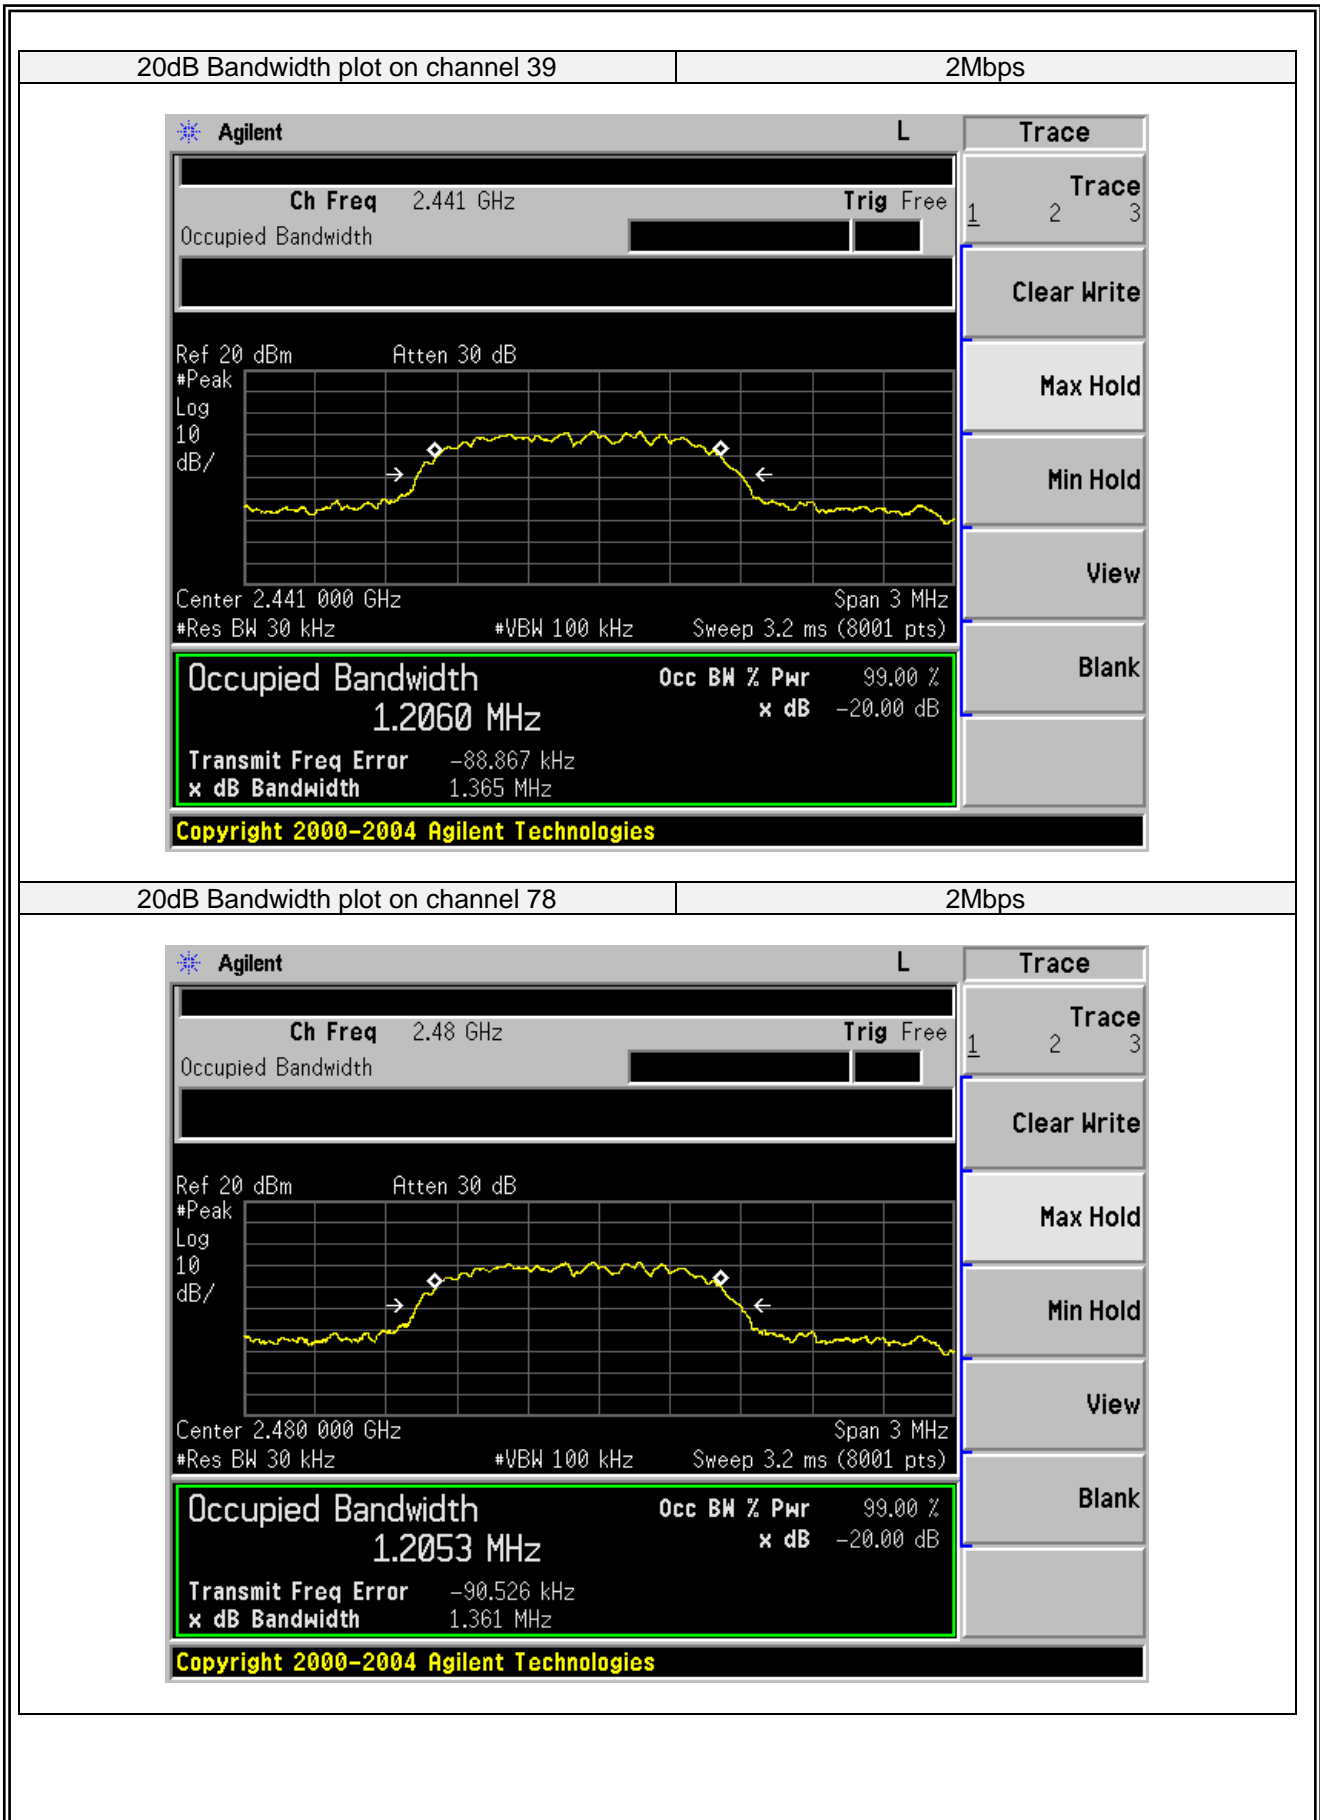 20dB Bandwidth plot on channel 39 2Mbps
Agilent L Trace
Ch Freq 2.441 GHz Trig Free
Occupied Bandwidth
Trace
1 2 3
Clear Write
Ref 20 dBm Atten 30 dB
#Peak
Log
10
dB/
Max Hold
Min Hold
View
Center 2.441 000 GHz Span 3 MHz
#Res BW 30 kHz #VBW 100 kHz Sweep 3.2 ms (8001 pts)
Blank
Occupied Bandwidth Occ BW % Pwr 99.00 %
1.2060 MHz x dB -20.00 dB
Transmit Freq Error -88.867 kHz
x dB Bandwidth 1.365 MHz
Copyright 2000-2004 Agilent Technologies
20dB Bandwidth plot on channel 78 2Mbps
Agilent L Trace
Ch Freq 2.48 GHz Trig Free
Occupied Bandwidth
Trace
1 2 3
Clear Write
Ref 20 dBm Atten 30 dB
#Peak
Log
10
dB/
Max Hold
Min Hold
View
Center 2.480 000 GHz Span 3 MHz
#Res BW 30 kHz #VBW 100 kHz Sweep 3.2 ms (8001 pts)
Blank
Occupied Bandwidth Occ BW % Pwr 99.00 %
1.2053 MHz x dB -20.00 dB
Transmit Freq Error -90.526 kHz
x dB Bandwidth 1.361 MHz
Copyright 2000-2004 Agilent Technologies